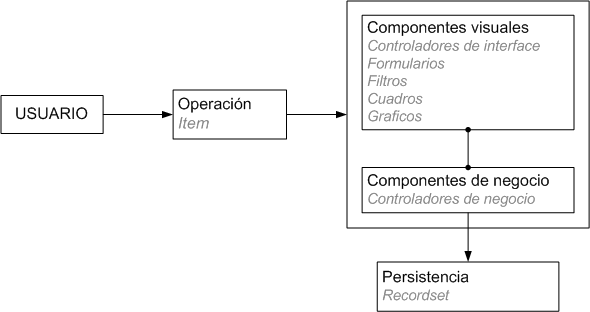 USUARIO
Operación
Item
Componentes visuales
Controladores de interface
Formularios
Filtros
Cuadros
Graficos
Componentes de negocio
Controladores de negocio
Persistencia
Recordset